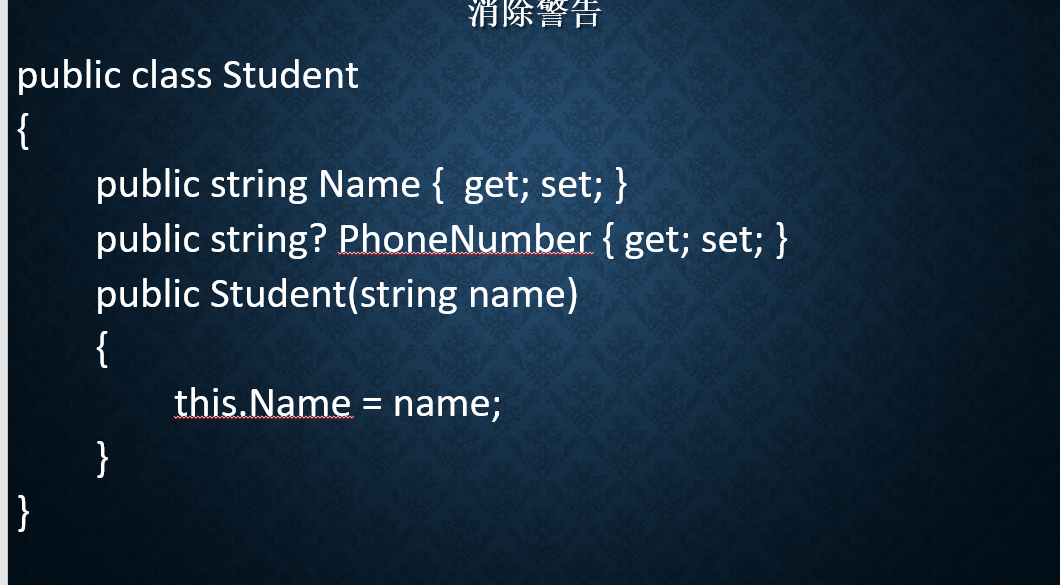 消除警告
public class Student
{
public string Name {  get; set; }
public string? PhoneNumber { get; set; }
public Student(string name)
{
this.Name = name;
}
}